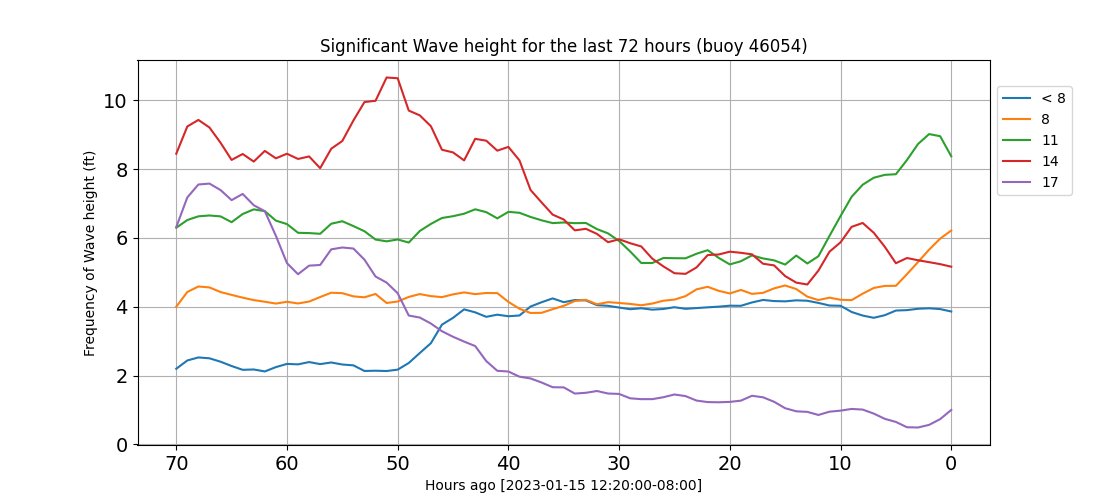 Significant Wave height for the last 72 hours (buoy 46054)
Frequency of Wave height (ft)
10
8
6
4
2
0
70 60 50 40 30 20 10 0
Hours ago [2023-01-15 12:20:00-08:00]
< 8
8
11
14
17